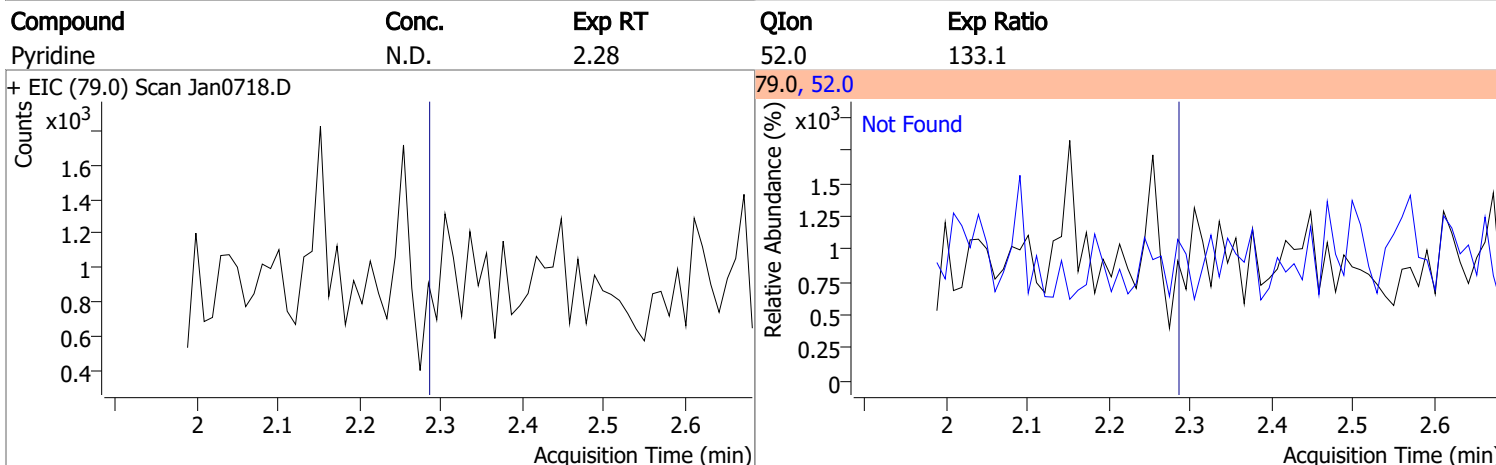 Compound Conc. Exp RT QIon Exp Ratio
Pyridine N.D. 2.28 52.0 133.1
+ EIC (79.0) Scan Jan0718.D
Counts
x10³
1.6
1.4
1.2
1
0.8
0.6
0.4
2 2.1 2.2 2.3 2.4 2.5 2.6
Acquisition Time (min)
79.0, 52.0
Relative Abundance (%)
x10³
Not Found
1.5
1.25
1
0.75
0.5
0.25
0
2 2.1 2.2 2.3 2.4 2.5 2.6
Acquisition Time (min)